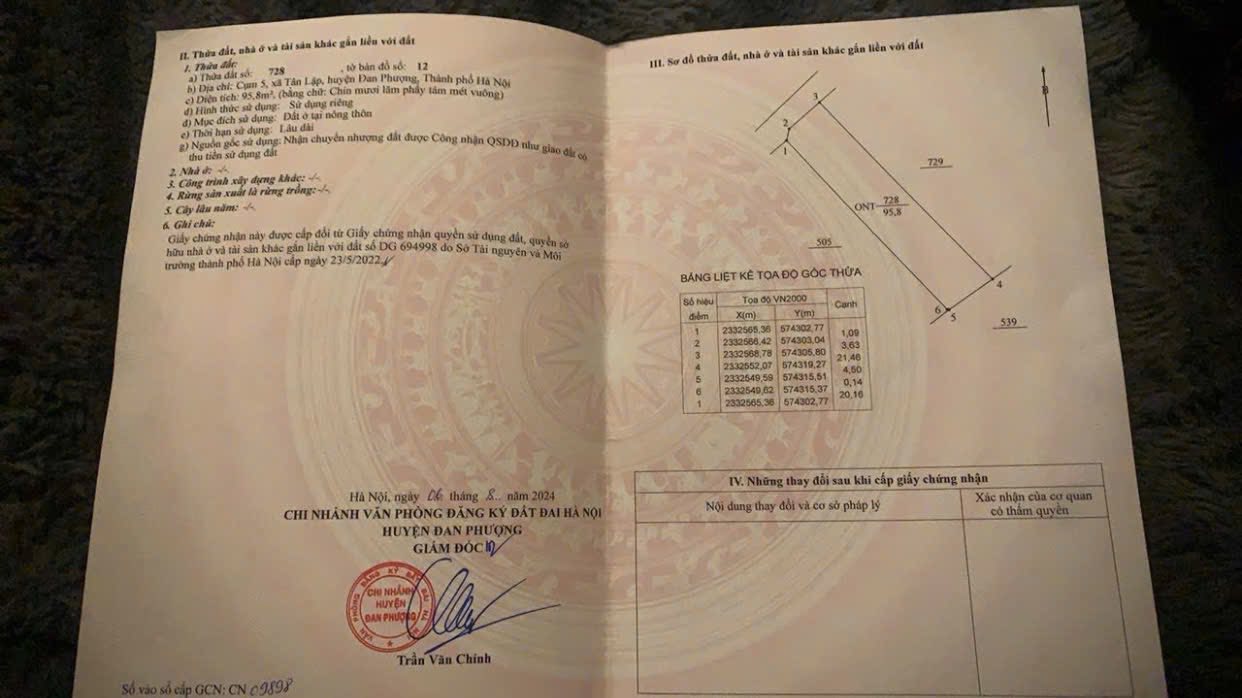 II. Thửa đất, nhà ở và tài sản khác gắn liền với đất
1. Thửa đất:
a) Thửa đất số: 728 , tờ bản đồ số: 12
b) Địa chỉ: Cụm 5, xã Tân Lập, huyện Đan Phượng, Thành phố Hà Nội
c) Diện tích: 95,8m². (bằng chữ: Chín mươi lăm phẩy tám mét vuông)
d) Hình thức sử dụng: Sử dụng riêng
đ) Mục đích sử dụng: Đất ở tại nông thôn
e) Thời hạn sử dụng: Lâu dài
g) Nguồn gốc sử dụng: Nhận chuyển nhượng đất được Công nhận QSDĐ như giao đất có
thu tiền sử dụng đất
2. Nhà ở: -/-
3. Công trình xây dựng khác: -/-
4. Rừng sản xuất là rừng trồng: -/-
5. Cây lâu năm: -/-
6. Ghi chú:
Giấy chứng nhận này được cấp đổi từ Giấy chứng nhận quyền sử dụng đất, quyền sở
hữu nhà ở và tài sản khác gắn liền với đất số DG 694998 do Sở Tài nguyên và Môi
trường thành phố Hà Nội cấp ngày 23/5/2022.
Hà Nội, ngày 06 tháng 8.. năm 2024
CHI NHÁNH VĂN PHÒNG ĐĂNG KÝ ĐẤT ĐAI HÀ NỘI
HUYỆN ĐAN PHƯỢNG
GIÁM ĐỐC
VĂN PHÒNG ĐĂNG KÝ ĐẤT ĐAI HÀ
CHI NHÁNH
HUYỆN
ĐAN PHƯỢNG
Trần Văn Chính
Số vào sổ cấp GCN: CN 09898
III. Sơ đồ thửa đất, nhà ở và tài sản khác gắn liền với đất
B
3
2
1
729
ONT 728
95,8
505
4
6
5
539
BẢNG LIỆT KÊ TỌA ĐỘ GÓC THỬA
Số hiệu điểm Tọa độ VN2000 Cạnh
X(m) Y(m)
1 2332565,36 574302,77
1,09
2 2332566,42 574303,04
3,63
3 2332568,78 574305,80
21,46
4 2332552,07 574319,27
4,50
5 2332549,59 574315,51
0,14
6 2332549,62 574315,37
20,16
1 2332565,36 574302,77
IV. Những thay đổi sau khi cấp giấy chứng nhận
Nội dung thay đổi và cơ sở pháp lý
Xác nhận của cơ quan
có thẩm quyền